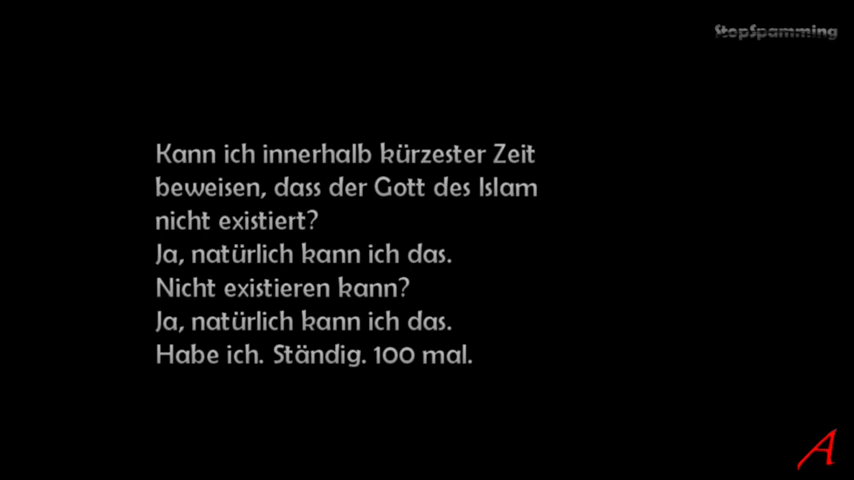 StopSpamming
Kann ich innerhalb kürzester Zeit
beweisen, dass der Gott des Islam
nicht existiert?
Ja, natürlich kann ich das.
Nicht existieren kann?
Ja, natürlich kann ich das.
Habe ich. Ständig. 100 mal.
A